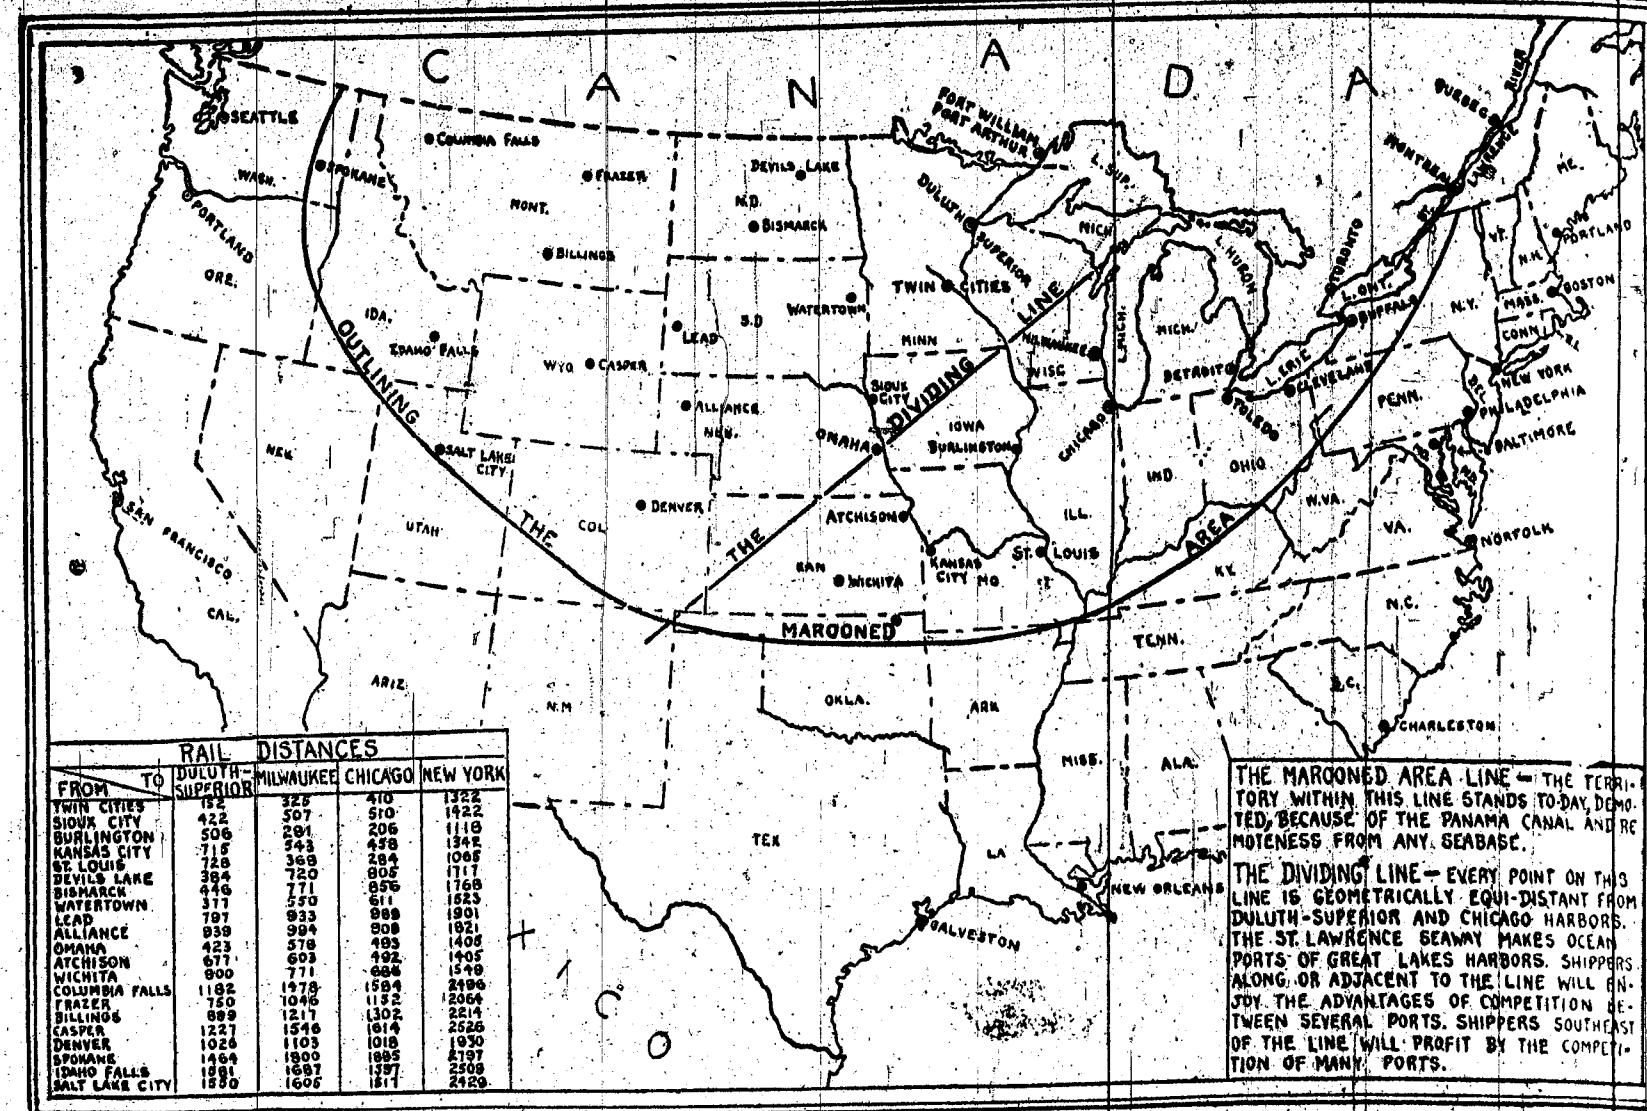 C A N A D A
SEATTLE
COLUMBIA FALLS
FORT WILLIAM
PORT ARTHUR
QUEBEC
RIVER
MONTREAL
ST. LAWRENCE
ME.
SPOKANE
WASH.
FRAZER
DEVILS LAKE
L. SUP.
PORTLAND
MONT.
N.D.
BISMARCK
DULUTH
SUPERIOR
MICH
L. HURON
TORONTO
VT.
N.H.
PORTLAND
ORE.
BILLINGS
TWIN CITIES
LINE
L. ONT.
BUFFALO
N.Y.
MASS.
BOSTON
IDA.
WATERTOWN
S.D
LEAD
MINN
MILWAUKEE
L. MICH.
MICH.
CONN
R.I.
OUTLINING
IDAHO FALLS
WYO
CASPER
WISC
DETROIT
L. ERIE
CLEVELAND
NEW YORK
DIVIDING
SIOUX
CITY
ALLIANCE
NEB.
TOLEDO
PENN.
PHILADELPHIA
OMAHA
IOWA
BURLINGTON
CHICAGO
BALTIMORE
NEV.
SALT LAKE
CITY
IND
OHIO
SAN FRANCISCO
UTAH
COL
DENVER
ATCHISON
ILL.
W.VA.
VA.
NORFOLK
THE
THE
KAN
WICHITA
KANSAS
CITY MO.
ST. LOUIS
AREA
KY.
CAL.
MAROONED
N.C.
TENN.
ARIZ
N.M
OKLA.
ARK
S.C.
CHARLESTON
MISS.
ALA.
TEX
LA
NEW ORLEANS
GALVESTON
RAIL DISTANCES
FROM TO DULUTH-SUPERIOR MILWAUKEE CHICAGO NEW YORK
TWIN CITIES 152 325 410 1322
SIOUX CITY 422 507 510 1422
BURLINGTON 506 291 206 1118
KANSAS CITY 715 543 458 1342
ST. LOUIS 728 368 284 1065
DEVILS LAKE 384 720 805 1717
BISMARCK 446 771 856 1768
WATERTOWN 377 550 611 1523
LEAD 797 933 989 1901
ALLIANCE 939 994 909 1821
OMAHA 423 578 493 1405
ATCHISON 677 603 492 1405
WICHITA 800 771 686 1548
COLUMBIA FALLS 1182 1478 1584 2496
FRAZER 750 1046 1152 2064
BILLINGS 889 1217 1302 2214
CASPER 1227 1546 1614 2526
DENVER 1026 1103 1018 1930
SPOKANE 1464 1800 1885 2797
IDAHO FALLS 1687 2509
SALT LAKE CITY 1550 1605 1517 2429
THE MAROONED AREA LINE – THE TERRI-
TORY WITHIN THIS LINE STANDS TO-DAY, DEMO-
TED, BECAUSE OF THE PANAMA CANAL AND RE
MOTENESS FROM ANY SEABASE.
THE DIVIDING LINE – EVERY POINT ON THIS
LINE IS GEOMETRICALLY EQUI-DISTANT FROM
DULUTH-SUPERIOR AND CHICAGO HARBORS.
THE ST. LAWRENCE SEAWAY MAKES OCEAN
PORTS OF GREAT LAKES HARBORS. SHIPPERS
ALONG OR ADJACENT TO THE LINE WILL EN-
JOY THE ADVANTAGES OF COMPETITION BE-
TWEEN SEVERAL PORTS. SHIPPERS SOUTHEAST
OF THE LINE WILL PROFIT BY THE COMPETI-
TION OF MANY PORTS.